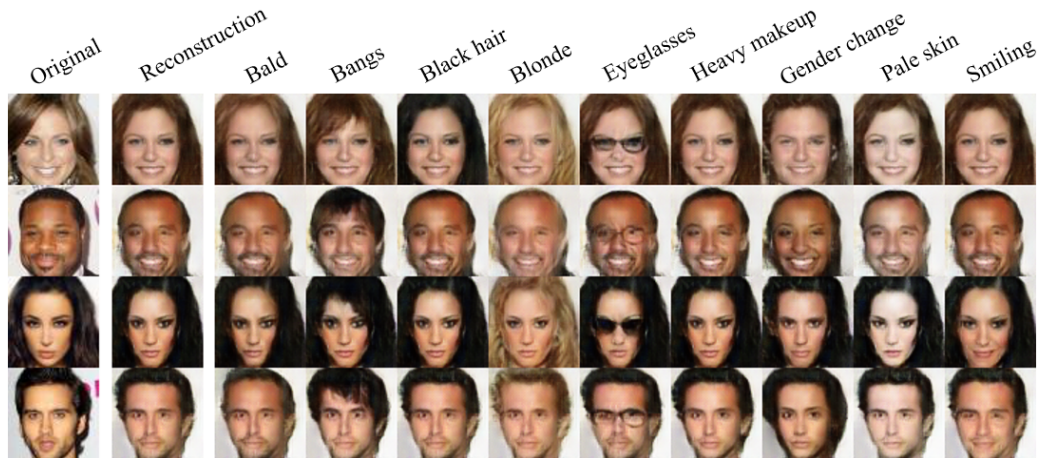 Original
Reconstruction
Bald
Bangs
Black hair
Blonde
Eyeglasses
Heavy makeup
Gender change
Pale skin
Smiling